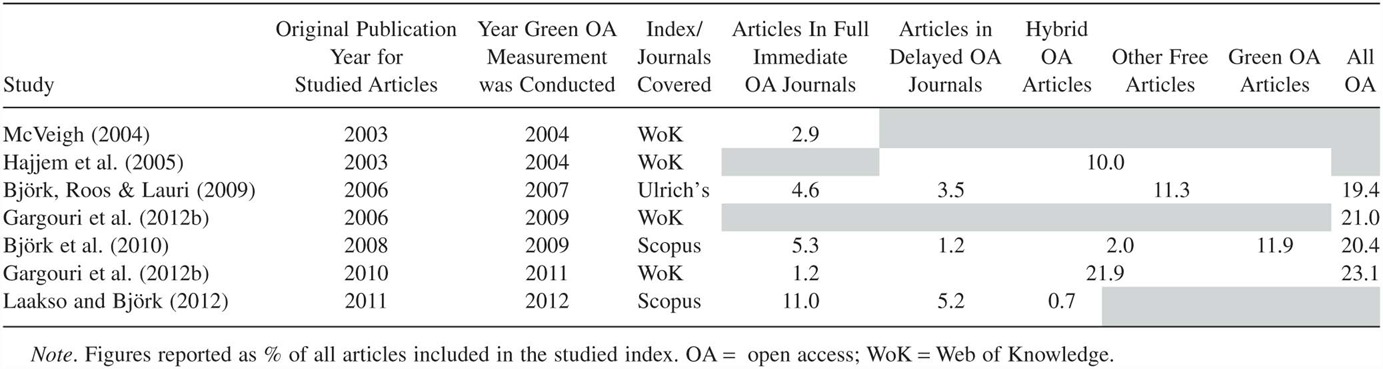 Study Original Publication Year for Studied Articles Year Green OA Measurement was Conducted Index/ Journals Covered Articles In Full Immediate OA Journals Articles in Delayed OA Journals Hybrid OA Articles Other Free Articles Green OA Articles All OA
McVeigh (2004) 2003 2004 WoK 2.9
Hajjem et al. (2005) 2003 2004 WoK 10.0
Björk, Roos & Lauri (2009) 2006 2007 Ulrich’s 4.6 3.5 11.3 19.4
Gargouri et al. (2012b) 2006 2009 WoK 21.0
Björk et al. (2010) 2008 2009 Scopus 5.3 1.2 2.0 11.9 20.4
Gargouri et al. (2012b) 2010 2011 WoK 1.2 21.9 23.1
Laakso and Björk (2012) 2011 2012 Scopus 11.0 5.2 0.7
Note. Figures reported as % of all articles included in the studied index. OA = open access; WoK = Web of Knowledge.